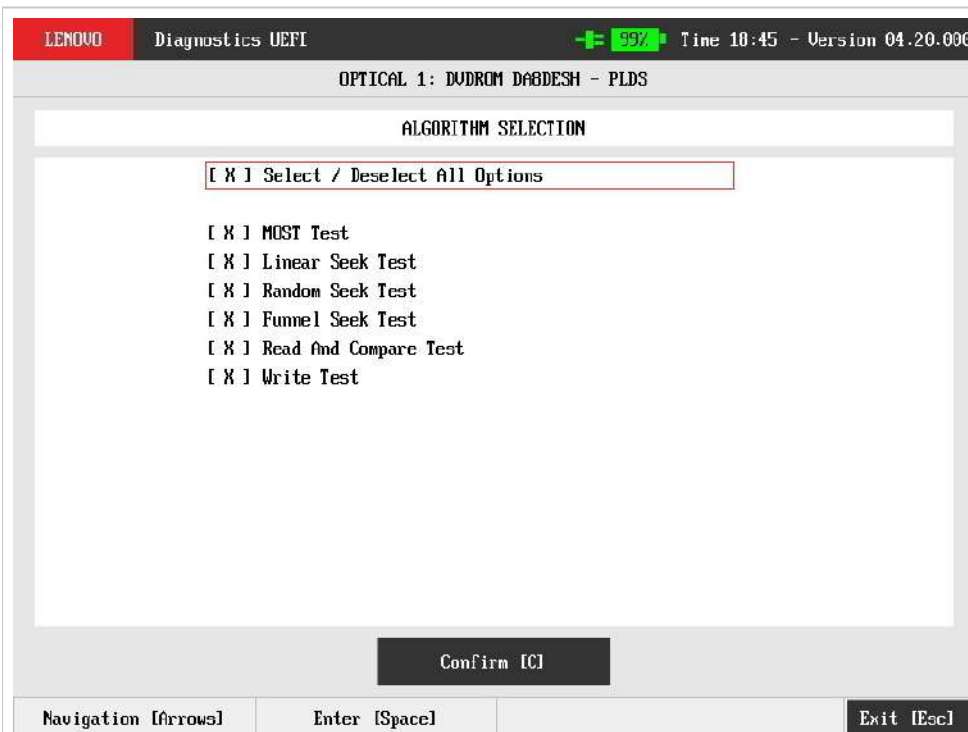 LENOVO Diagnostics UEFI 99% Time 18:45 - Version 04.20.000
OPTICAL 1: DVDROM DA8DESH - PLDS
ALGORITHM SELECTION
[ X ] Select / Deselect All Options
[ X ] MOST Test
[ X ] Linear Seek Test
[ X ] Random Seek Test
[ X ] Funnel Seek Test
[ X ] Read And Compare Test
[ X ] Write Test
Confirm [C]
Navigation [Arrows] Enter [Space] Exit [Esc]